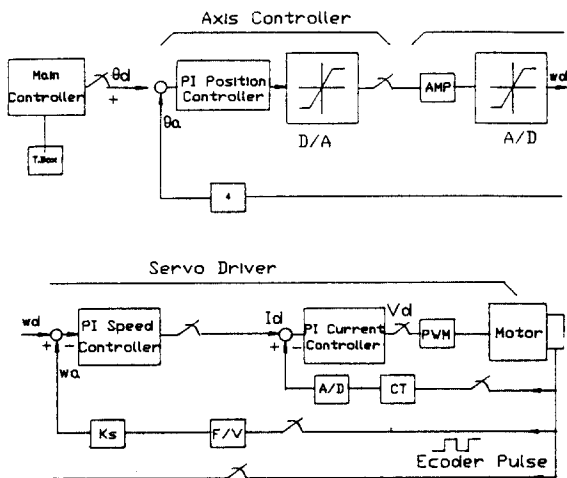 Axis Controller
Main
Controller
θd
+
PI Position
Controller
D/A
AMP
A/D
wd
T.Box
θa
4
Servo Driver
wd
+
-
PI Speed
Controller
Id
+
-
PI Current
Controller
Vd
PWM
Motor
wa
A/D
CT
Ks
F/V
Ecoder Pulse